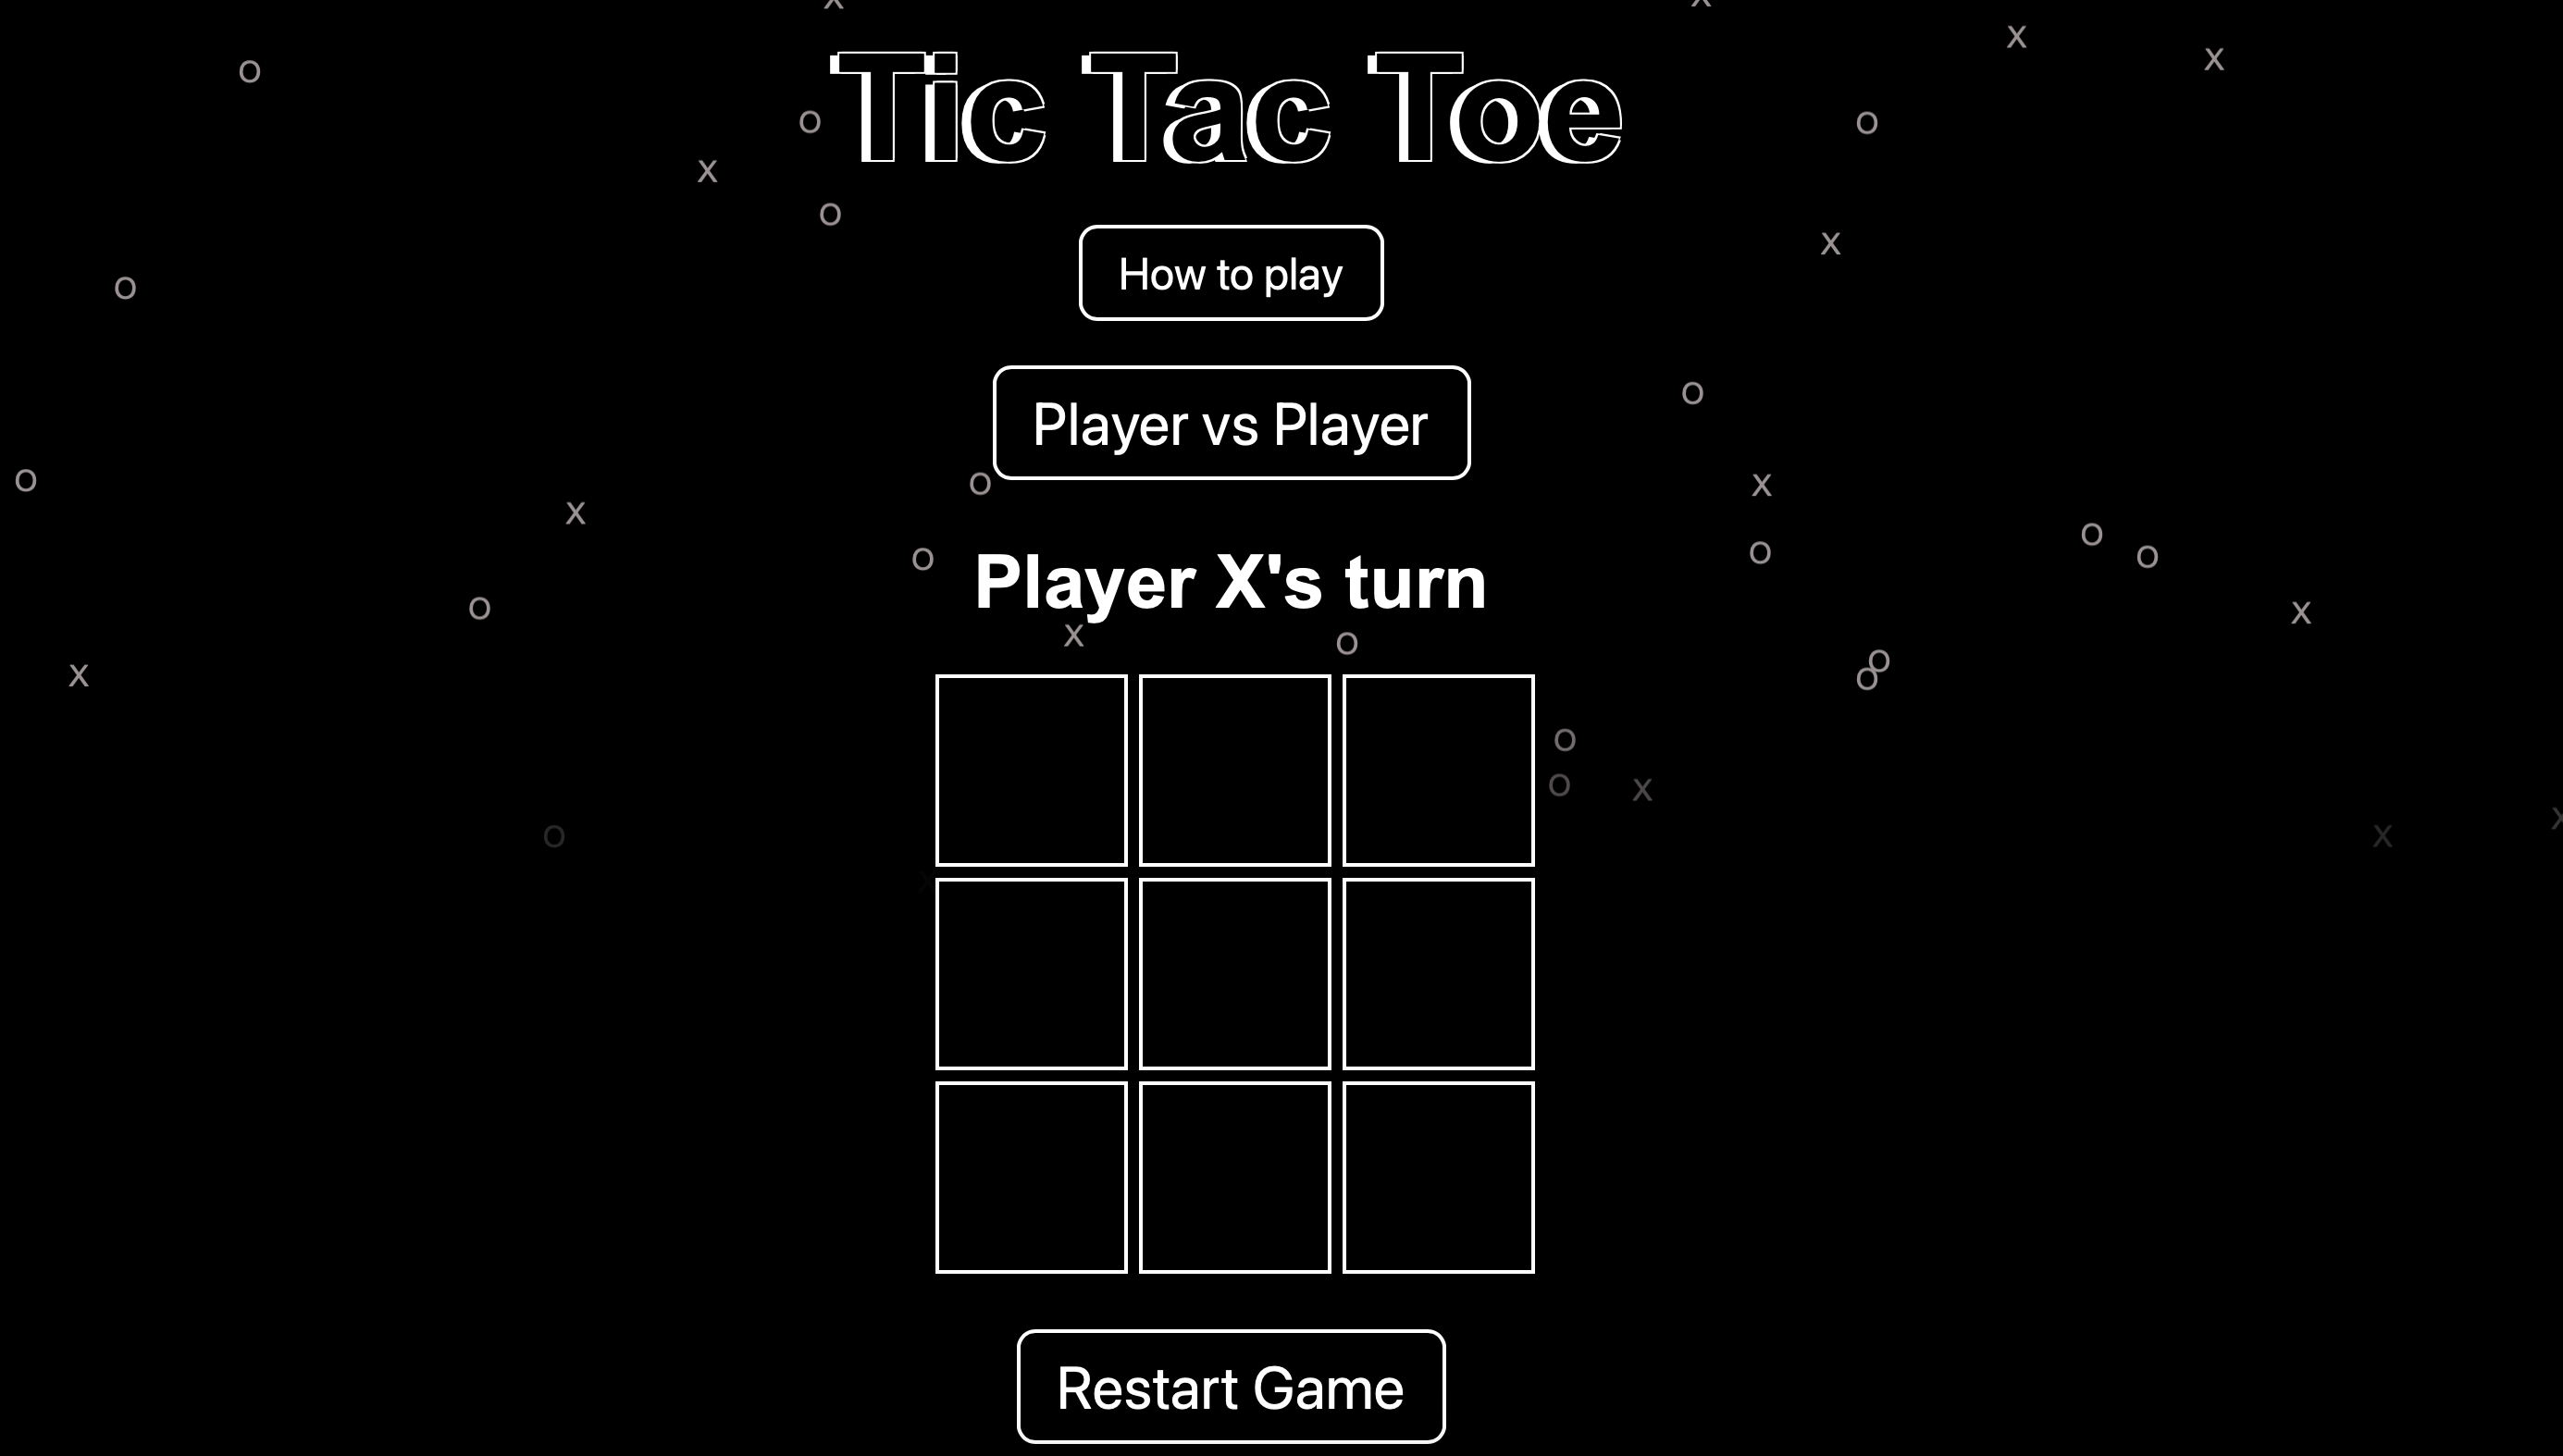 Tic Tac Toe
How to play
Player vs Player
Player X's turn
Restart Game